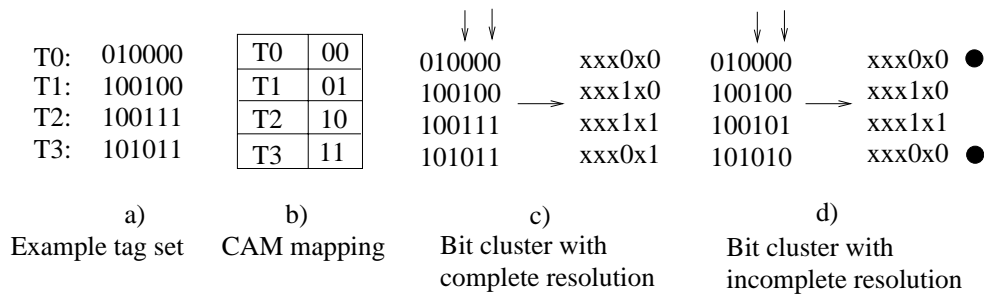 T0: 010000
T1: 100100
T2: 100111
T3: 101011
a)
Example tag set
T0 00
T1 01
T2 10
T3 11
b)
CAM mapping
010000 xxx0x0
100100 xxx1x0
100111 xxx1x1
101011 xxx0x1
c)
Bit cluster with
complete resolution
010000 xxx0x0
100100 xxx1x0
100101 xxx1x1
101010 xxx0x0
d)
Bit cluster with
incomplete resolution